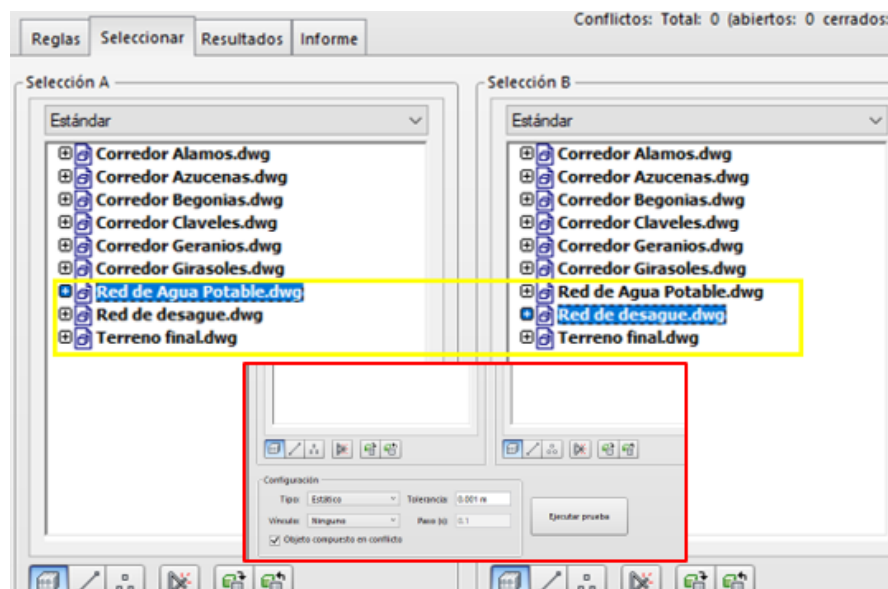 Conflictos: Total: 0 (abiertos: 0 cerrados:
Reglas Seleccionar Resultados Informe
Selección A
Estándar
Corredor Alamos.dwg
Corredor Azucenas.dwg
Corredor Begonias.dwg
Corredor Claveles.dwg
Corredor Geranios.dwg
Corredor Girasoles.dwg
Red de Agua Potable.dwg
Red de desague.dwg
Terreno final.dwg
Selección B
Estándar
Corredor Alamos.dwg
Corredor Azucenas.dwg
Corredor Begonias.dwg
Corredor Claveles.dwg
Corredor Geranios.dwg
Corredor Girasoles.dwg
Red de Agua Potable.dwg
Red de desague.dwg
Terreno final.dwg
Configuración
Tipo: Estático Tolerancia: 0.001 m
Vínculo: Ninguno Paso (s): 0.1
Objeto compuesto en conflicto
Ejecutar prueba